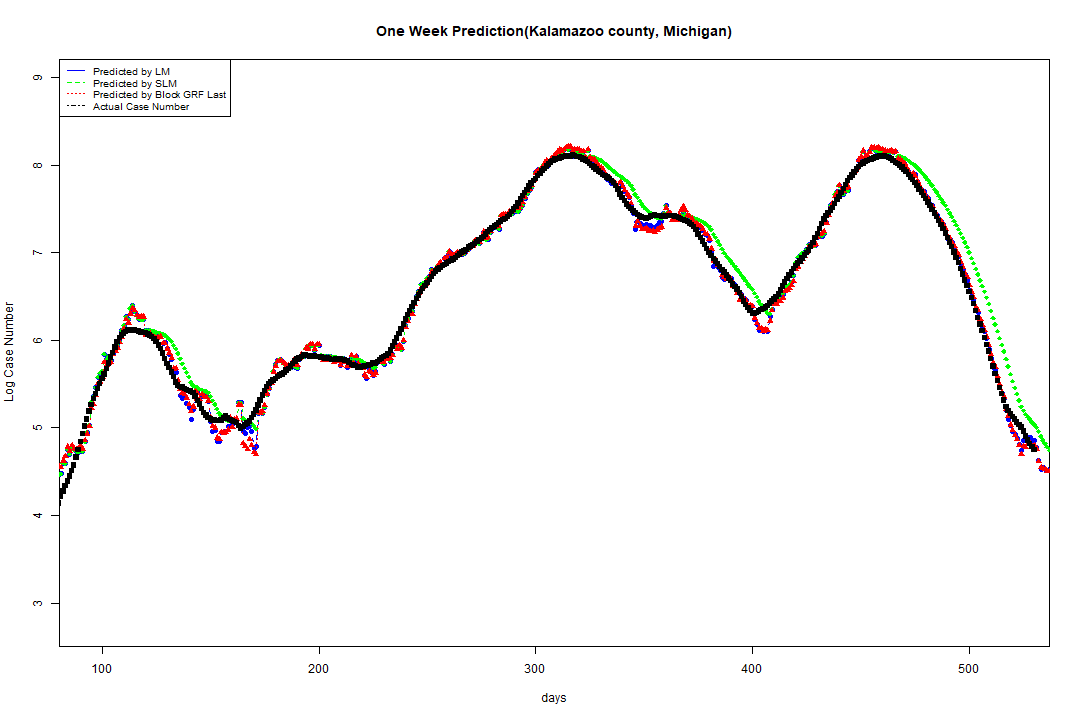 One Week Prediction(Kalamazoo county, Michigan)
Predicted by LM
Predicted by SLM
Predicted by Block GRF Last
Actual Case Number
9
8
7
6
5
4
3
Log Case Number
100 200 300 400 500
days